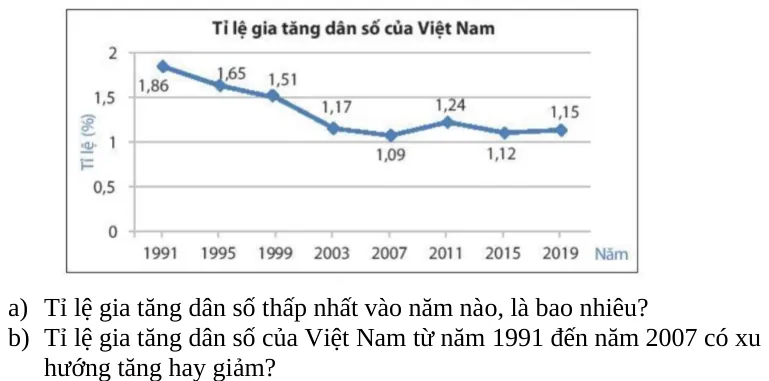 Tỉ lệ gia tăng dân số của Việt Nam
2
1,86
1,65
1,51
1,5
1,17
1,24
1,15
Tỉ lệ (%)
1
1,09
1,12
0,5
0
1991 1995 1999 2003 2007 2011 2015 2019 Năm
a) Tỉ lệ gia tăng dân số thấp nhất vào năm nào, là bao nhiêu?
b) Tỉ lệ gia tăng dân số của Việt Nam từ năm 1991 đến năm 2007 có xu
hướng tăng hay giảm?